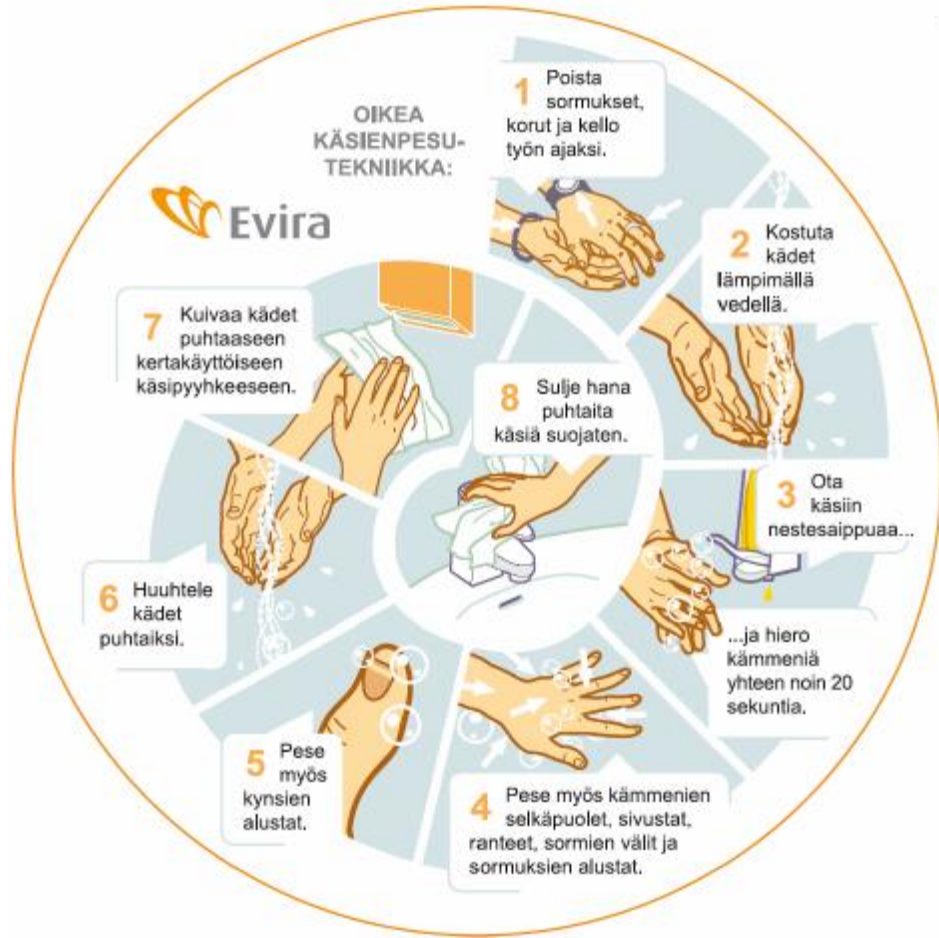 OIKEA
KÄSIENPESU-
TEKNIIKKA:
Evira
1 Poista
sormukset,
korut ja kello
työn ajaksi.
2 Kostuta
kädet
lämpimällä
vedellä.
3 Ota
käsiin
nestesaippuaa...
...ja hiero
kämmeniä
yhteen noin 20
sekuntia.
4 Pese myös kämmenien
selkäpuolet, sivustat,
ranteet, sormien välit ja
sormuksien alustat.
5 Pese
myös
kynsien
alustat.
6 Huuhtele
kädet
puhtaiksi.
7 Kuivaa kädet
puhtaaseen
kertakäyttöiseen
käsipyyhkeeseen.
8 Sulje hana
puhtaita
käsiä suojaten.